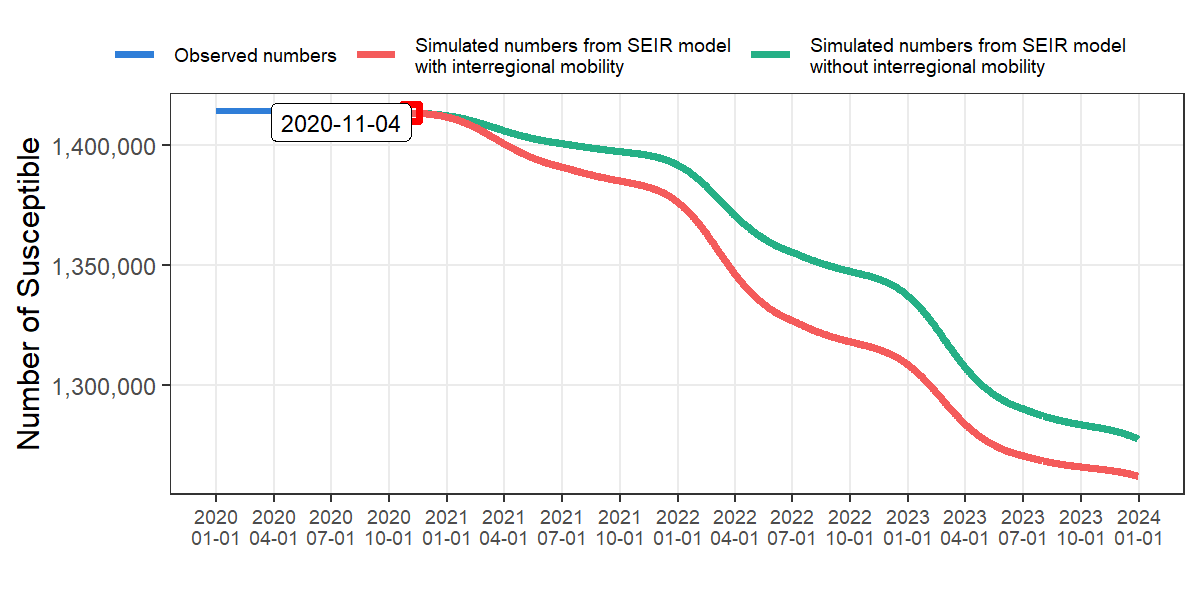 Observed numbers
Simulated numbers from SEIR model
with interregional mobility
Simulated numbers from SEIR model
without interregional mobility
Number of Susceptible
1,400,000
1,350,000
1,300,000
2020-11-04
2020 2020 2020 2020 2021 2021 2021 2021 2022 2022 2022 2022 2023 2023 2023 2023 2024
01-01 04-01 07-01 10-01 01-01 04-01 07-01 10-01 01-01 04-01 07-01 10-01 01-01 04-01 07-01 10-01 01-01